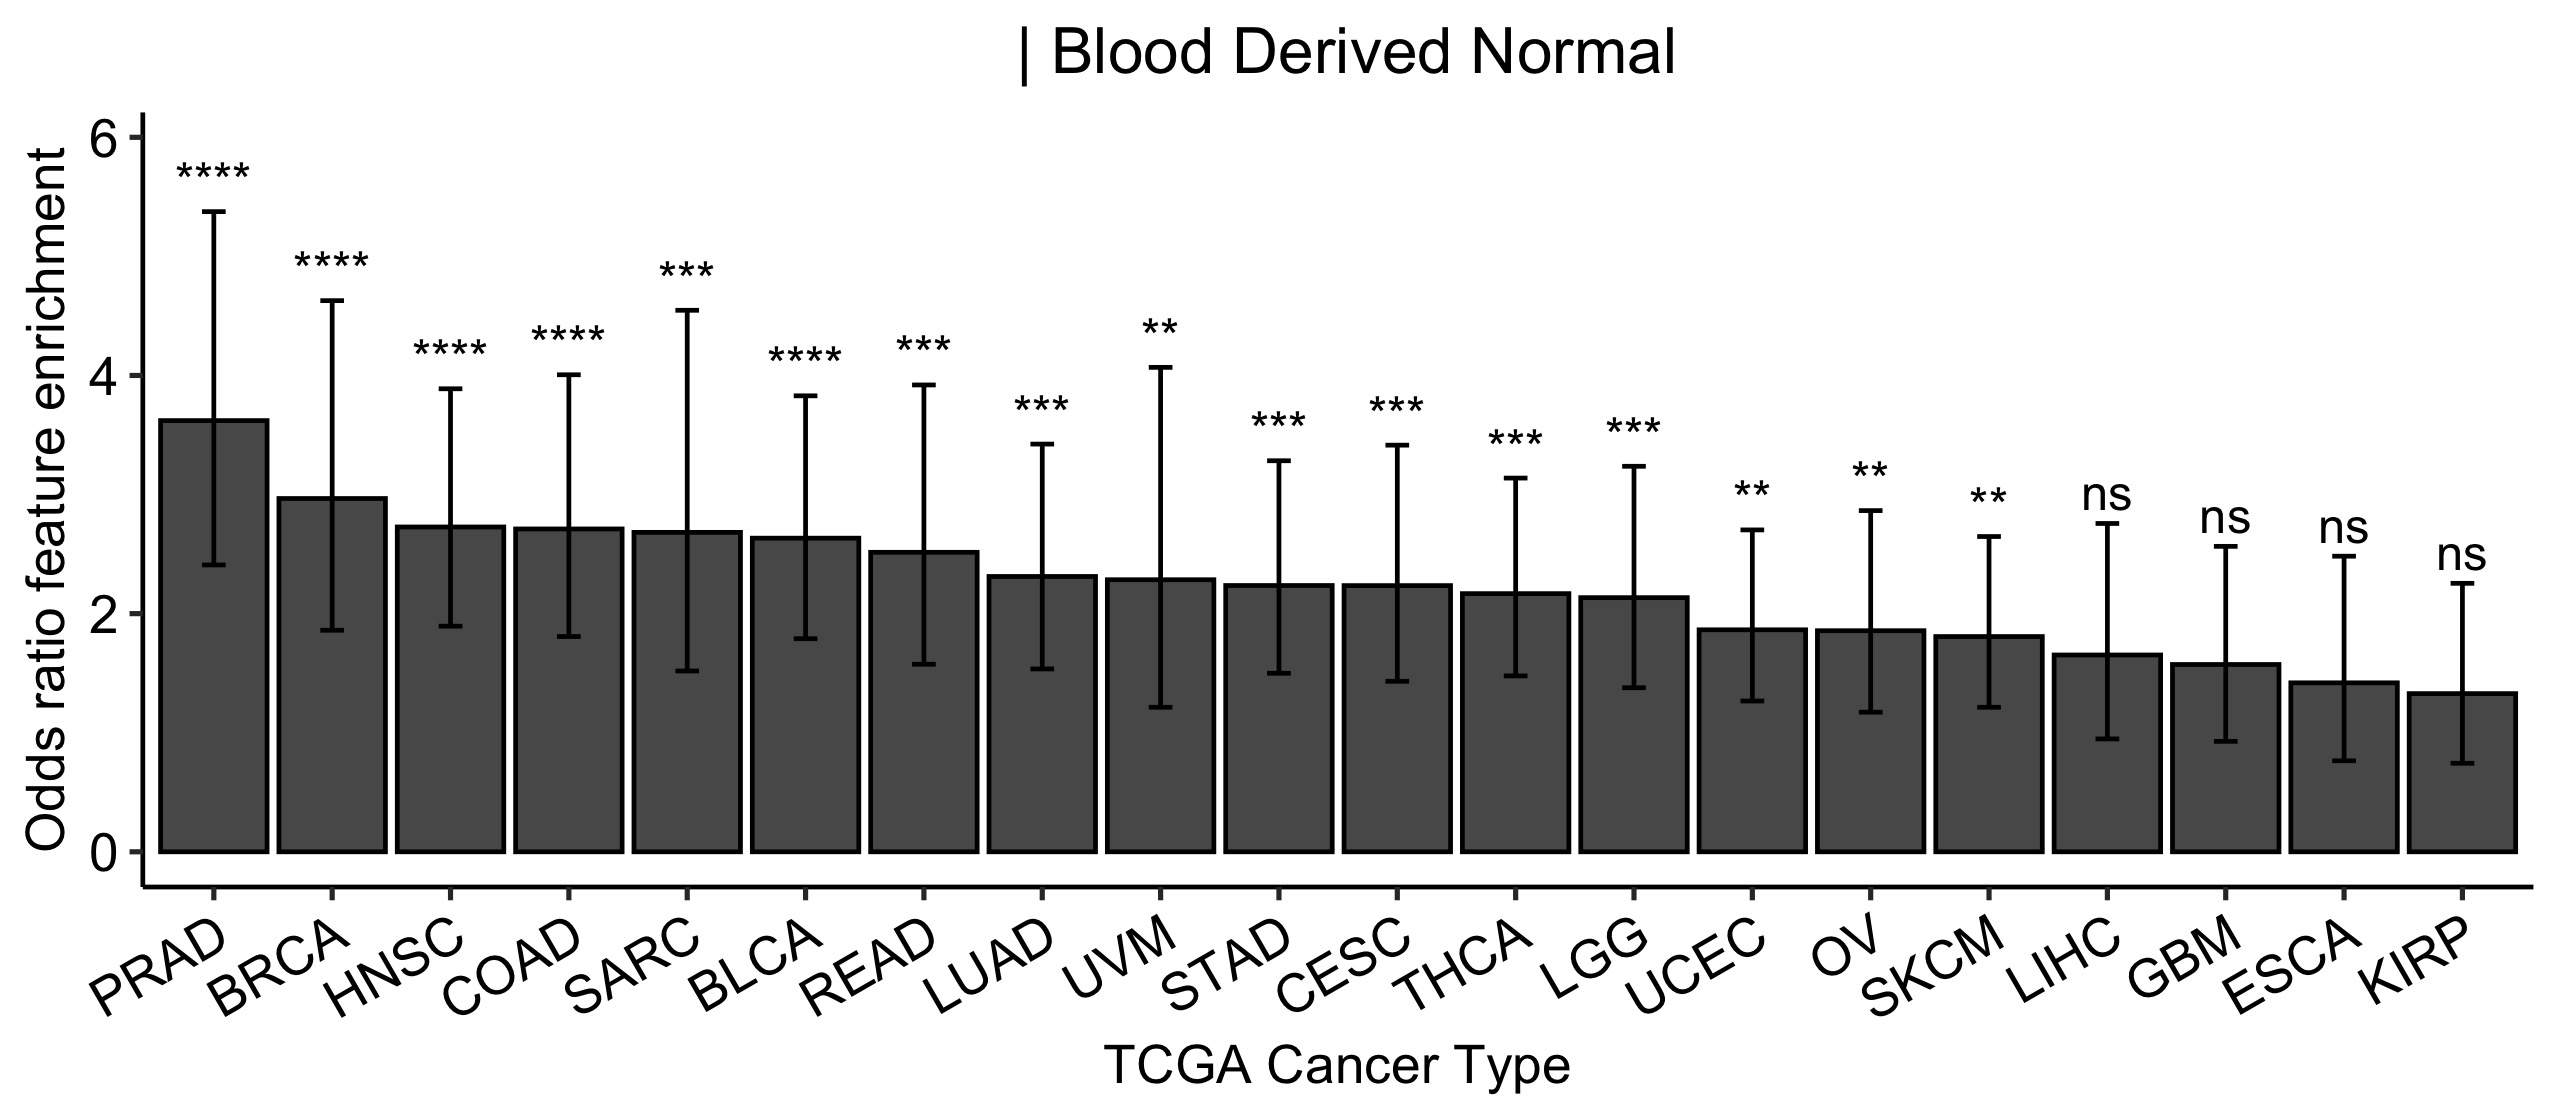 | Blood Derived Normal
Odds ratio feature enrichment
6
4
2
0
****
****
****
****
***
****
***
***
**
***
***
***
***
**
**
**
ns
ns
ns
ns
PRAD
BRCA
HNSC
COAD
SARC
BLCA
READ
LUAD
UVM
STAD
CESC
THCA
LGG
UCEC
OV
SKCM
LIHC
GBM
ESCA
KIRP
TCGA Cancer Type